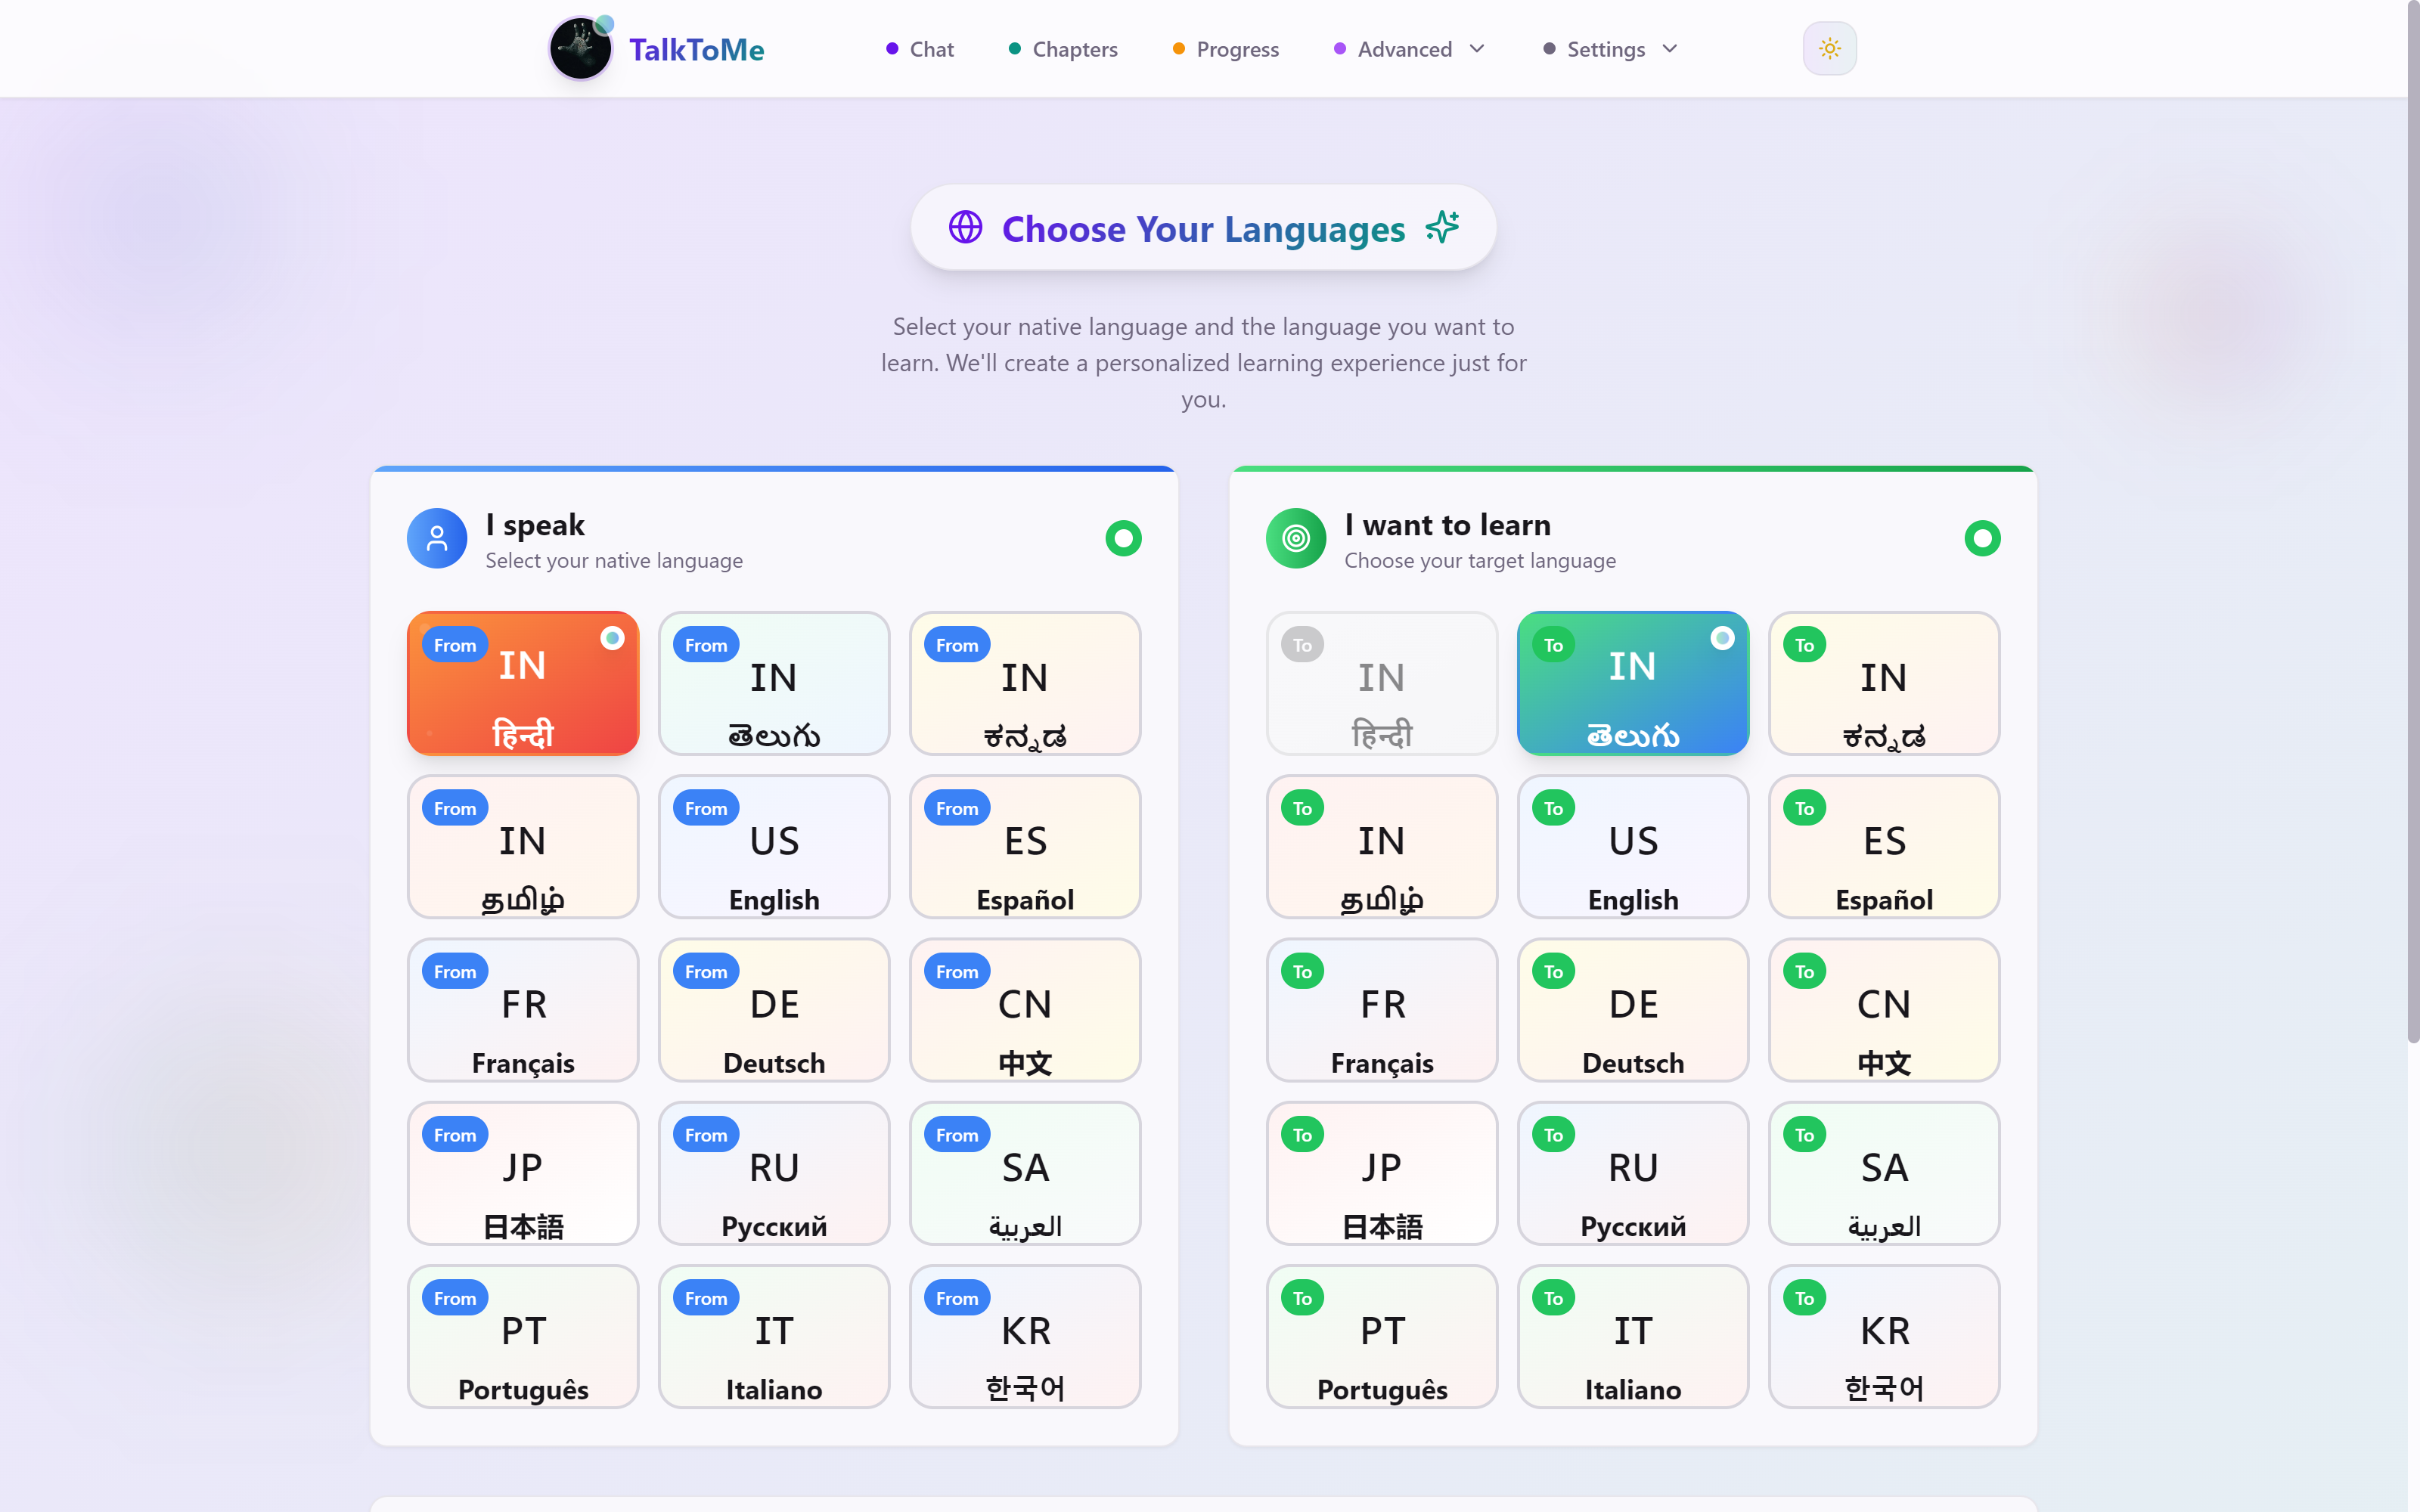 TalkToMe
Chat
Chapters
Progress
Advanced
Settings
Choose Your Languages
Select your native language and the language you want to
learn. We'll create a personalized learning experience just for
you.
I speak
Select your native language
From
IN
हिन्दी
From
IN
తెలుగు
From
IN
ಕನ್ನಡ
From
IN
தமிழ்
From
US
English
From
ES
Español
From
FR
Français
From
DE
Deutsch
From
CN
中文
From
JP
日本語
From
RU
Русский
From
SA
العربية
From
PT
Português
From
IT
Italiano
From
KR
한국어
I want to learn
Choose your target language
To
IN
हिन्दी
To
IN
తెలుగు
To
IN
ಕನ್ನಡ
To
IN
தமிழ்
To
US
English
To
ES
Español
To
FR
Français
To
DE
Deutsch
To
CN
中文
To
JP
日本語
To
RU
Русский
To
SA
العربية
To
PT
Português
To
IT
Italiano
To
KR
한국어